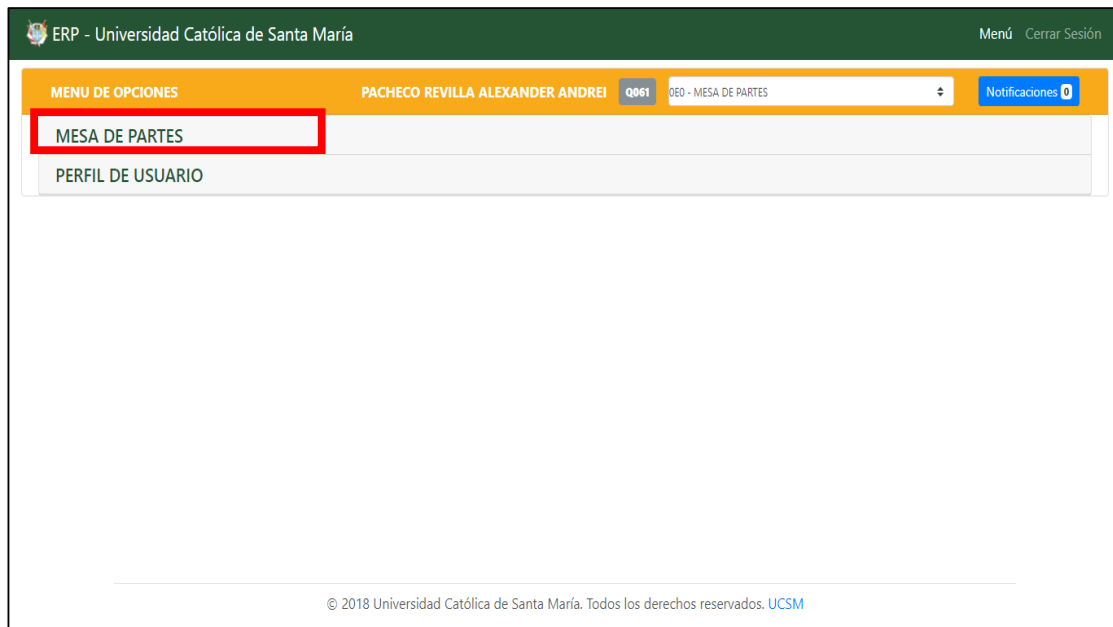 ERP - Universidad Católica de Santa María Menú Cerrar Sesión
MENU DE OPCIONES PACHECO REVILLA ALEXANDER ANDREI Q061 0E0 - MESA DE PARTES Notificaciones 0
MESA DE PARTES
PERFIL DE USUARIO
© 2018 Universidad Católica de Santa María. Todos los derechos reservados. UCSM